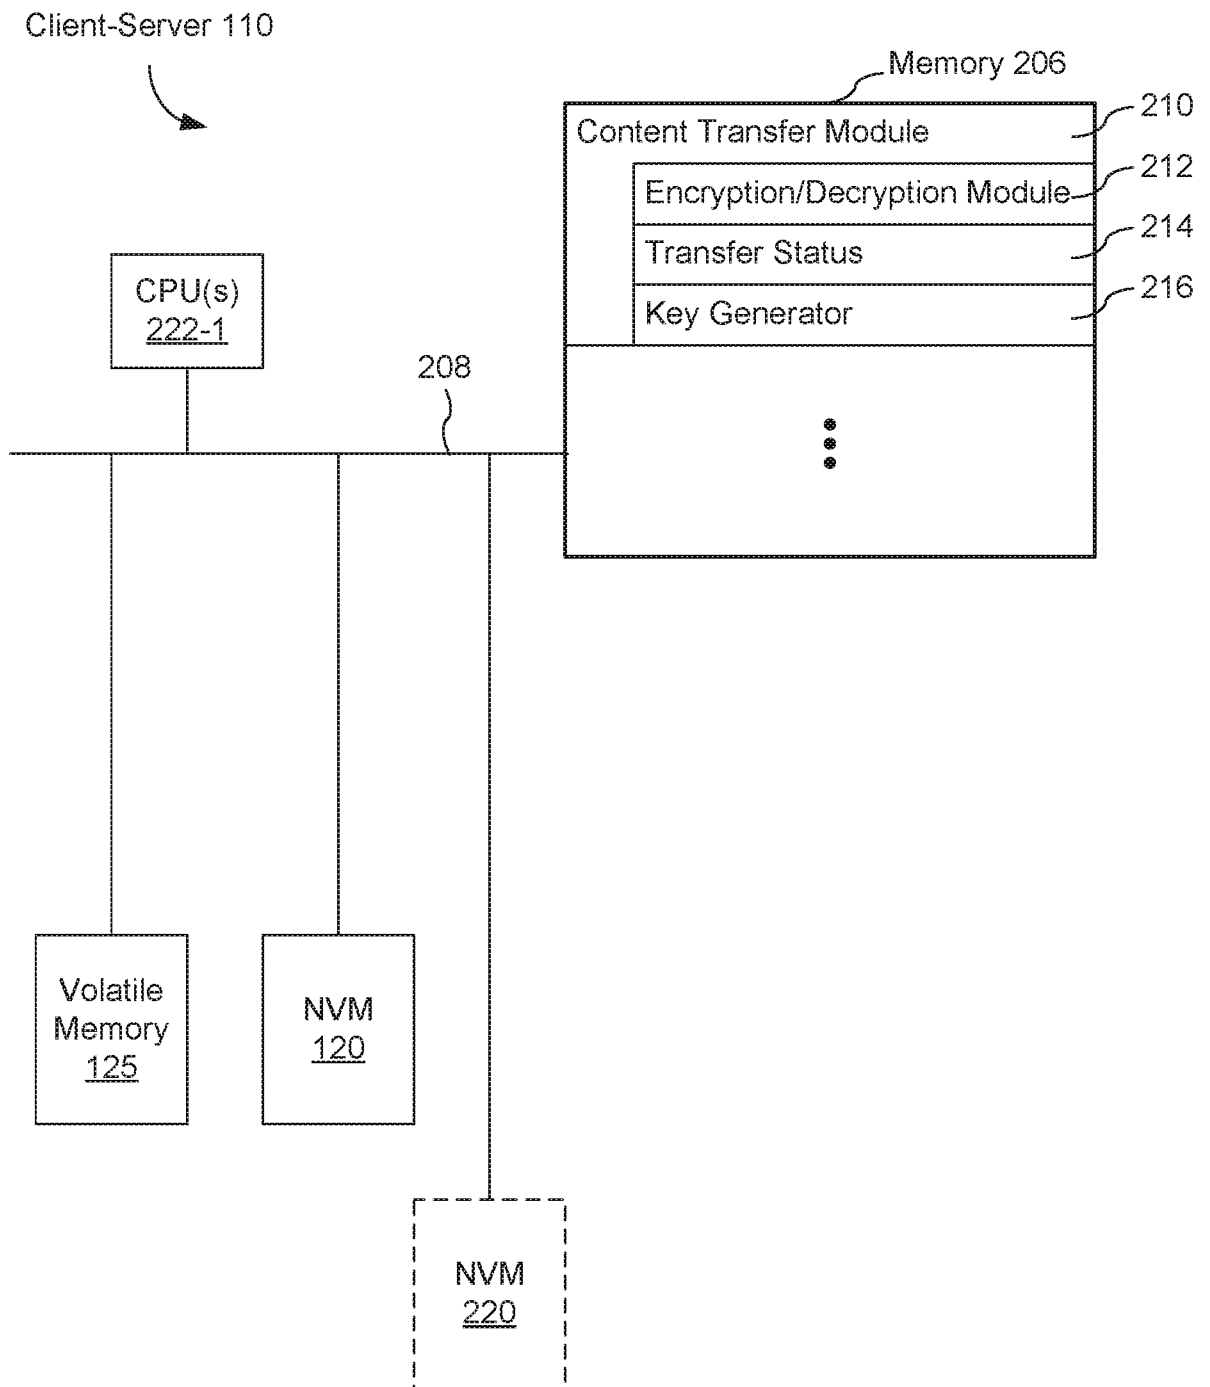 Client-Server 110
Memory 206
210
Content Transfer Module
212
Encryption/Decryption Module
214
Transfer Status
216
Key Generator
CPU(s)
222-1
208
Volatile
Memory
125
NVM
120
NVM
220